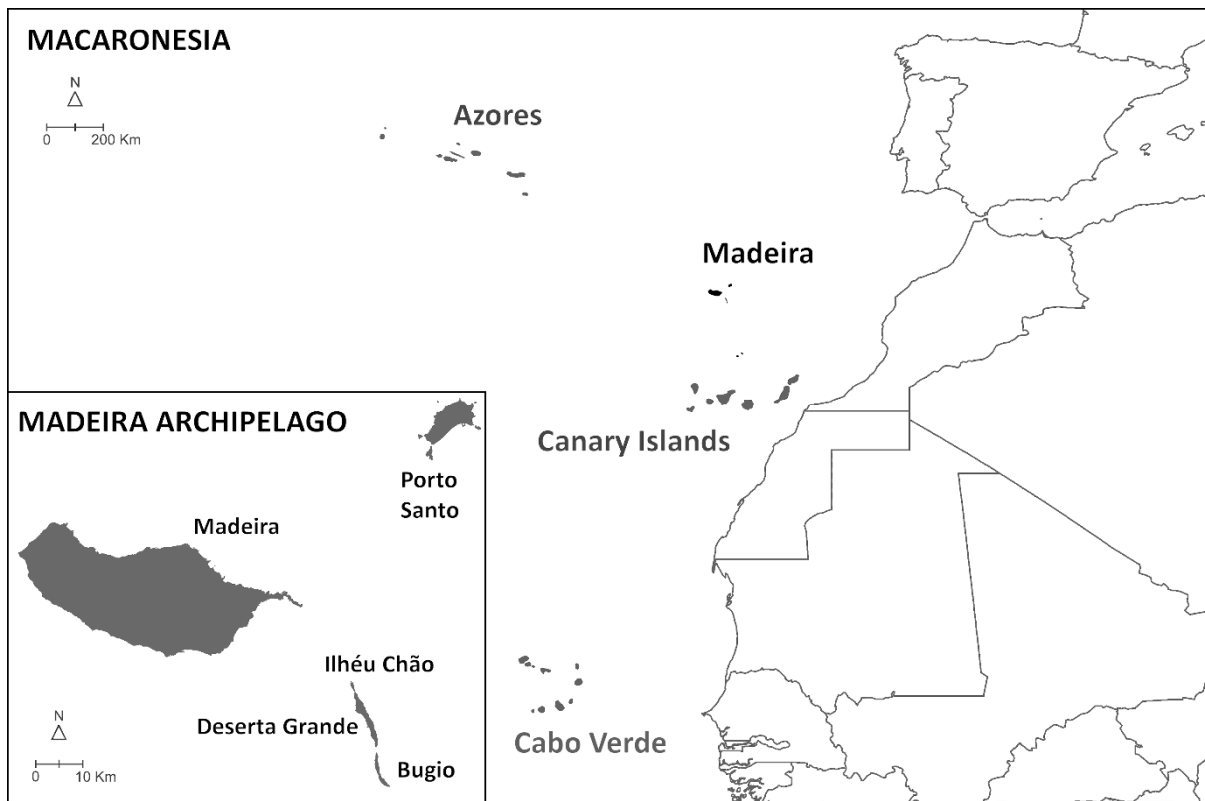 MACARONESIA
N
0 200 Km
Azores
Madeira
Canary Islands
Cabo Verde
MADEIRA ARCHIPELAGO
Porto
Santo
Madeira
Ilhéu Chão
Deserta Grande
Bugio
N
0 10 Km